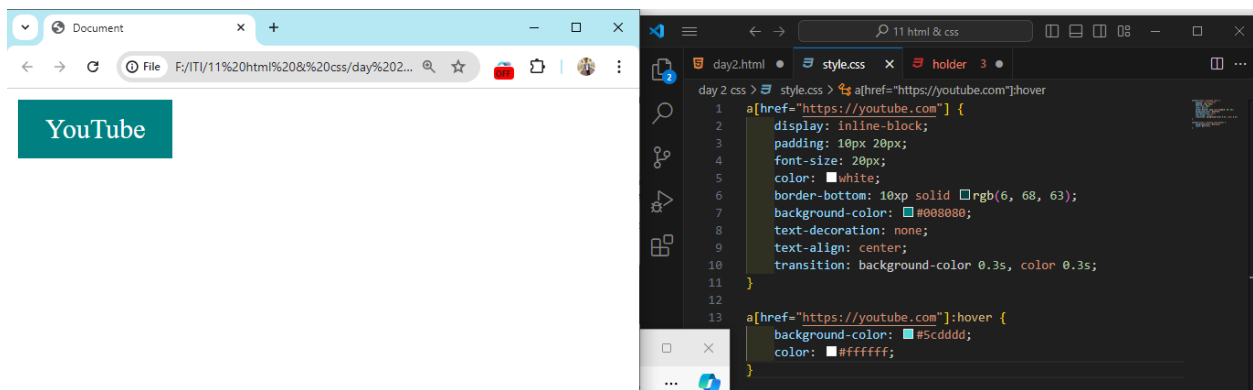 Document
File F:/ITI/11%20html%20&%20css/day%202...
OFF
YouTube
11 html & css
day2.html
style.css
holder 3
day 2 css > style.css > a[href="https://youtube.com"]:hover
1 a[href="https://youtube.com"] {
2 display: inline-block;
3 padding: 10px 20px;
4 font-size: 20px;
5 color: white;
6 border-bottom: 10xp solid rgb(6, 68, 63);
7 background-color: #008080;
8 text-decoration: none;
9 text-align: center;
10 transition: background-color 0.3s, color 0.3s;
11 }
12
13 a[href="https://youtube.com"]:hover {
background-color: #5cdddd;
color: #ffffff;
}
2